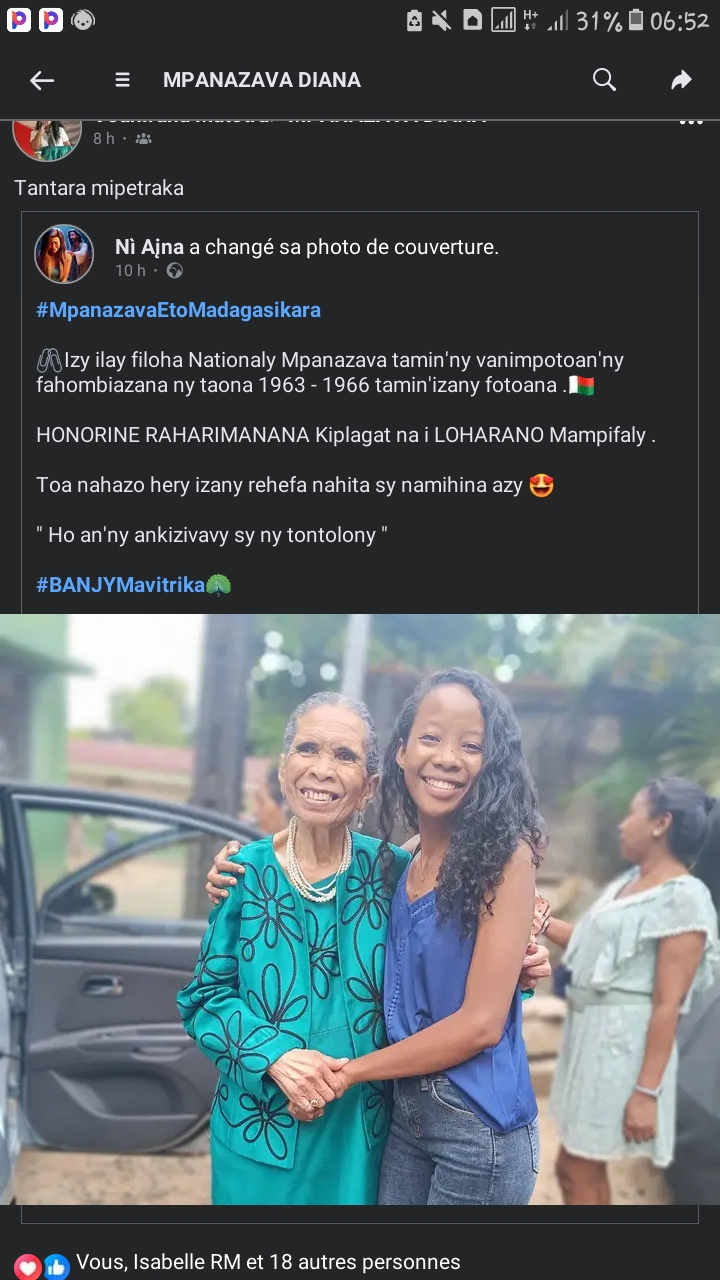 H+
31%
06:52
MPANAZAVA DIANA
8 h ·
Tantara mipetraka
Nì Ajna a changé sa photo de couverture.
10 h ·
#MpanazavaEtoMadagasikara
Izy ilay filoha Nationaly Mpanazava tamin'ny vanimpotoan'ny
fahombiazana ny taona 1963 - 1966 tamin'izany fotoana .
HONORINE RAHARIMANANA Kiplagat na i LOHARANO Mampifaly .
Toa nahazo hery izany rehefa nahita sy namihina azy
" Ho an'ny ankizivavy sy ny tontolony "
#BANJYMavitrika
Vous, Isabelle RM et 18 autres personnes